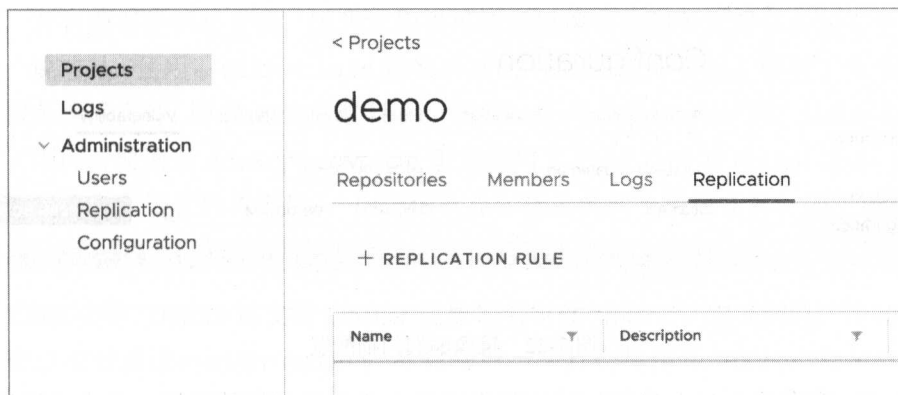 Projects
Logs
Administration
Users
Replication
Configuration
< Projects
demo
Repositories Members Logs Replication
+ REPLICATION RULE
Name Description